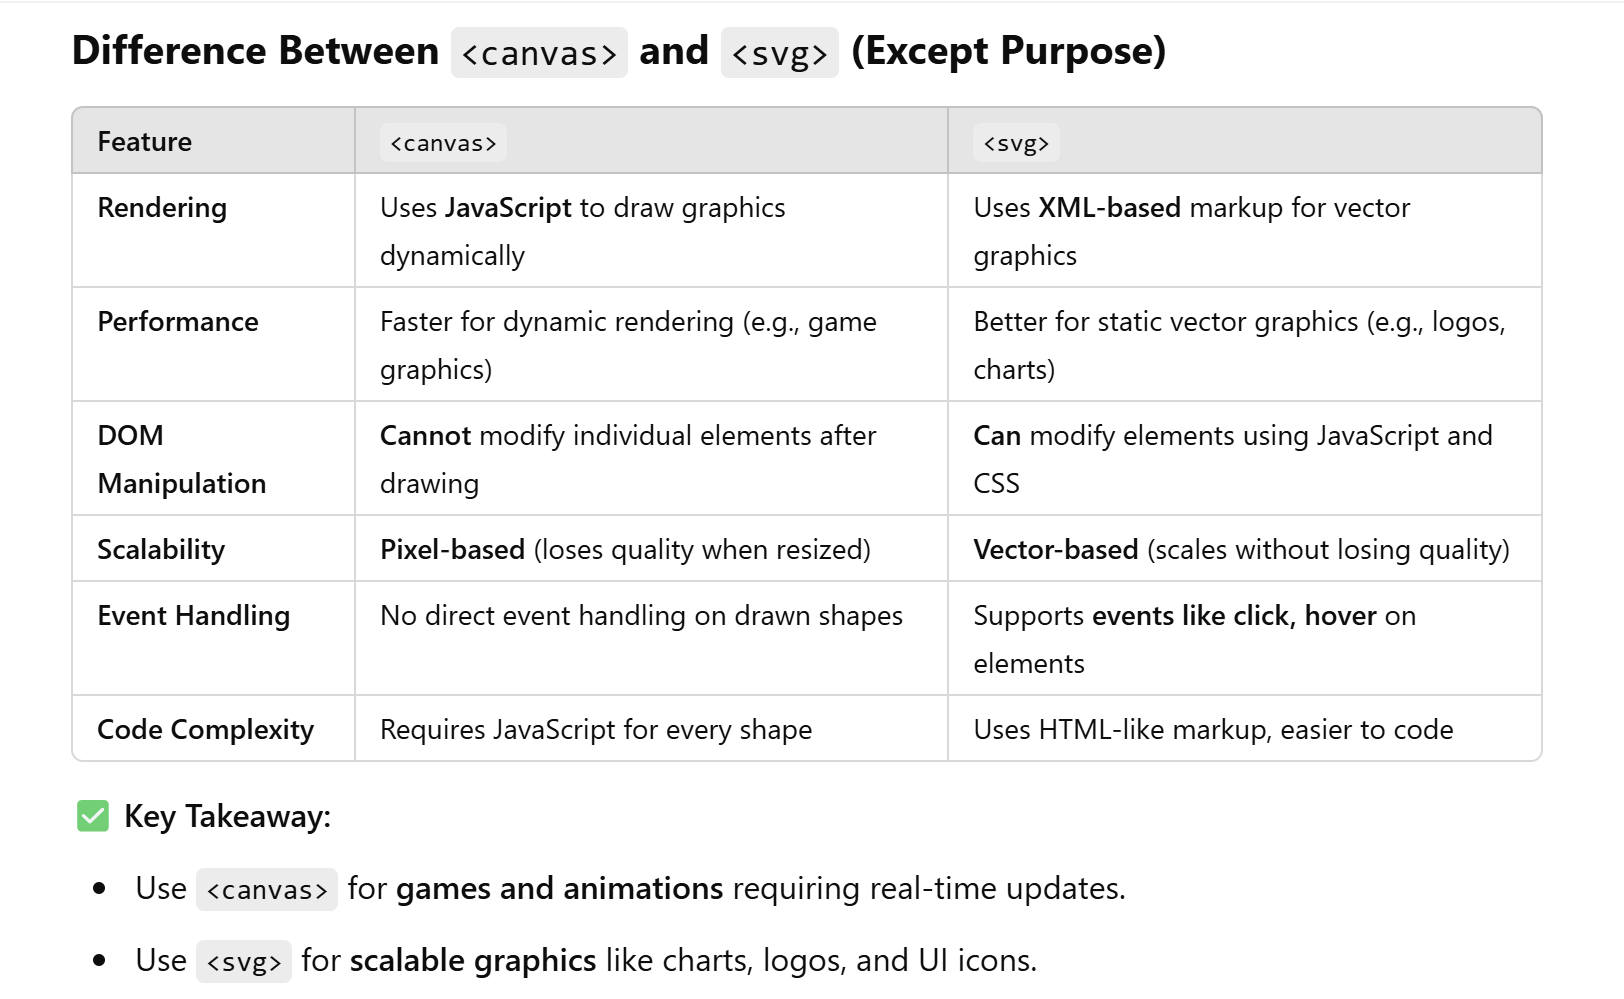 Difference Between <canvas> and <svg> (Except Purpose)
Feature <canvas> <svg>
Rendering Uses JavaScript to draw graphics Uses XML-based markup for vector
dynamically graphics
Performance Faster for dynamic rendering (e.g., game Better for static vector graphics (e.g., logos,
graphics) charts)
DOM Cannot modify individual elements after Can modify elements using JavaScript and
Manipulation drawing CSS
Scalability Pixel-based (loses quality when resized) Vector-based (scales without losing quality)
Event Handling No direct event handling on drawn shapes Supports events like click, hover on
elements
Code Complexity Requires JavaScript for every shape Uses HTML-like markup, easier to code
✅ Key Takeaway:
• Use <canvas> for games and animations requiring real-time updates.
• Use <svg> for scalable graphics like charts, logos, and UI icons.